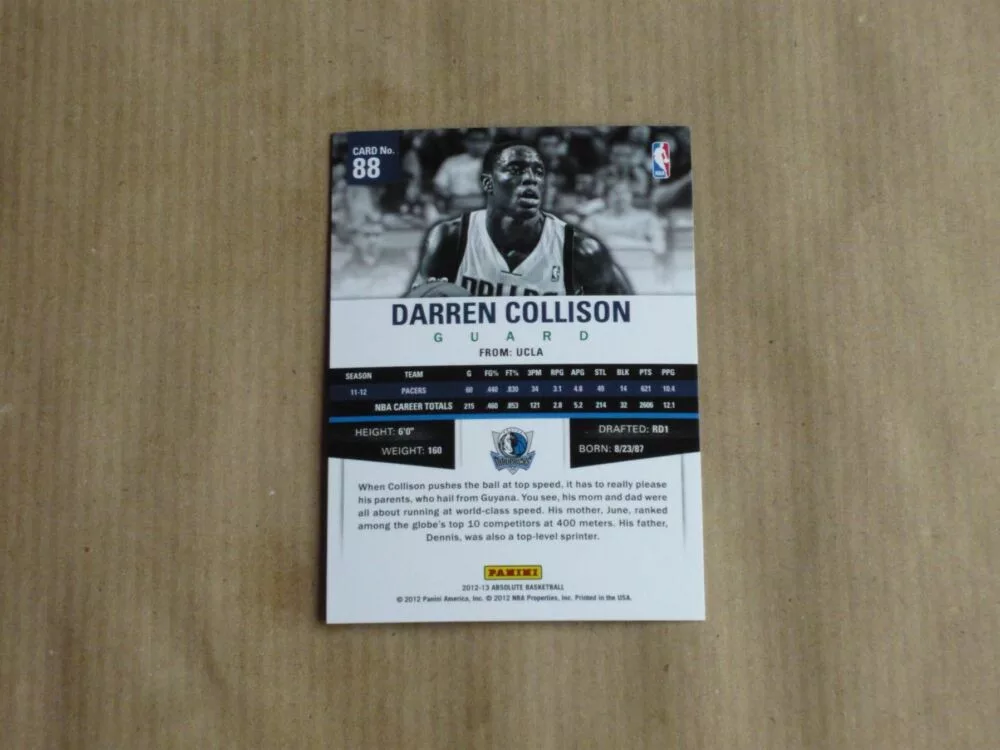 CARD No.
88
NBA
DALLAS
DARREN COLLISON
GUARD
FROM: UCLA
SEASON TEAM G FG% FT% 3PM RPG APG STL BLK PTS PPG
11-12 PACERS 60 .440 .830 34 3.1 4.8 49 14 621 10.4
NBA CAREER TOTALS 215 .460 .853 121 2.8 5.2 214 32 2606 12.1
HEIGHT: 6'0"
WEIGHT: 160
DRAFTED: RD1
BORN: 8/23/87
When Collison pushes the ball at top speed, it has to really please
his parents, who hail from Guyana. You see, his mom and dad were
all about running at world-class speed. His mother, June, ranked
among the globe's top 10 competitors at 400 meters. His father,
Dennis, was also a top-level sprinter.
PANINI
2012-13 ABSOLUTE BASKETBALL
© 2012 Panini America, Inc. © 2012 NBA Properties, Inc. Printed in the USA.